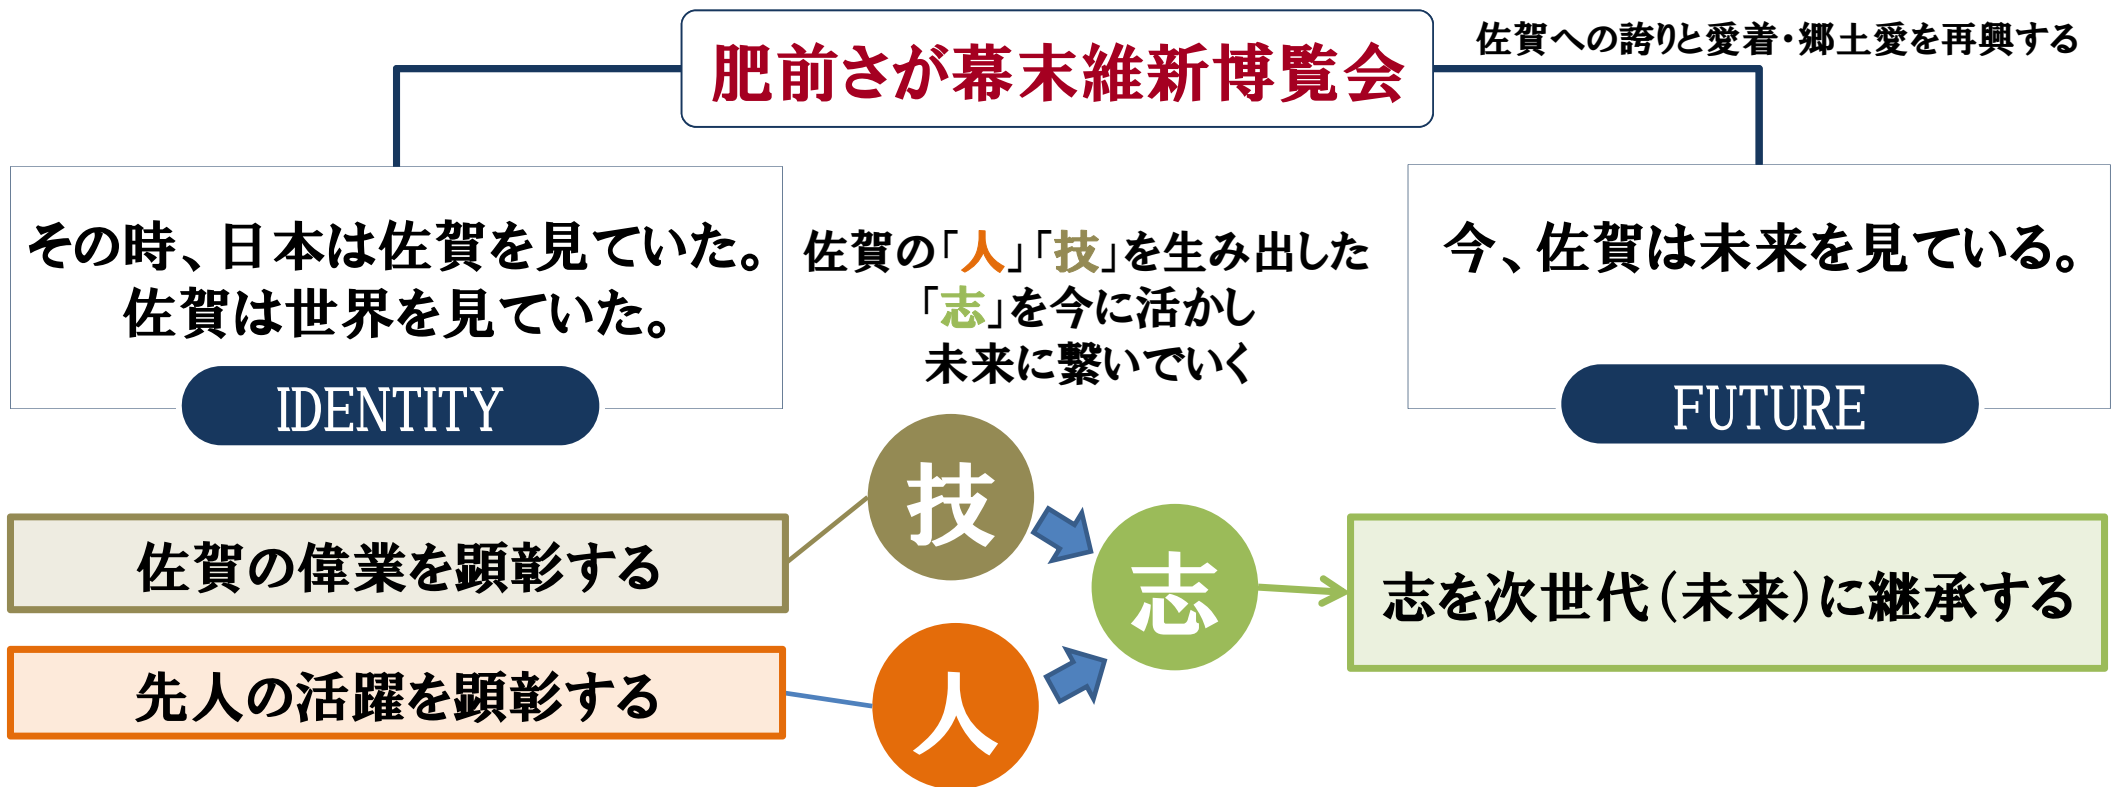 肥前さが幕末維新博覧会
佐賀への誇りと愛着・郷土愛を再興する
その時、日本は佐賀を見ていた。
佐賀は世界を見ていた。
IDENTITY
佐賀の「人」「技」を生み出した
「志」を今に活かし
未来に繋いでいく
今、佐賀は未来を見ている。
FUTURE
佐賀の偉業を顕彰する
技
先人の活躍を顕彰する
人
志
志を次世代（未来）に継承する